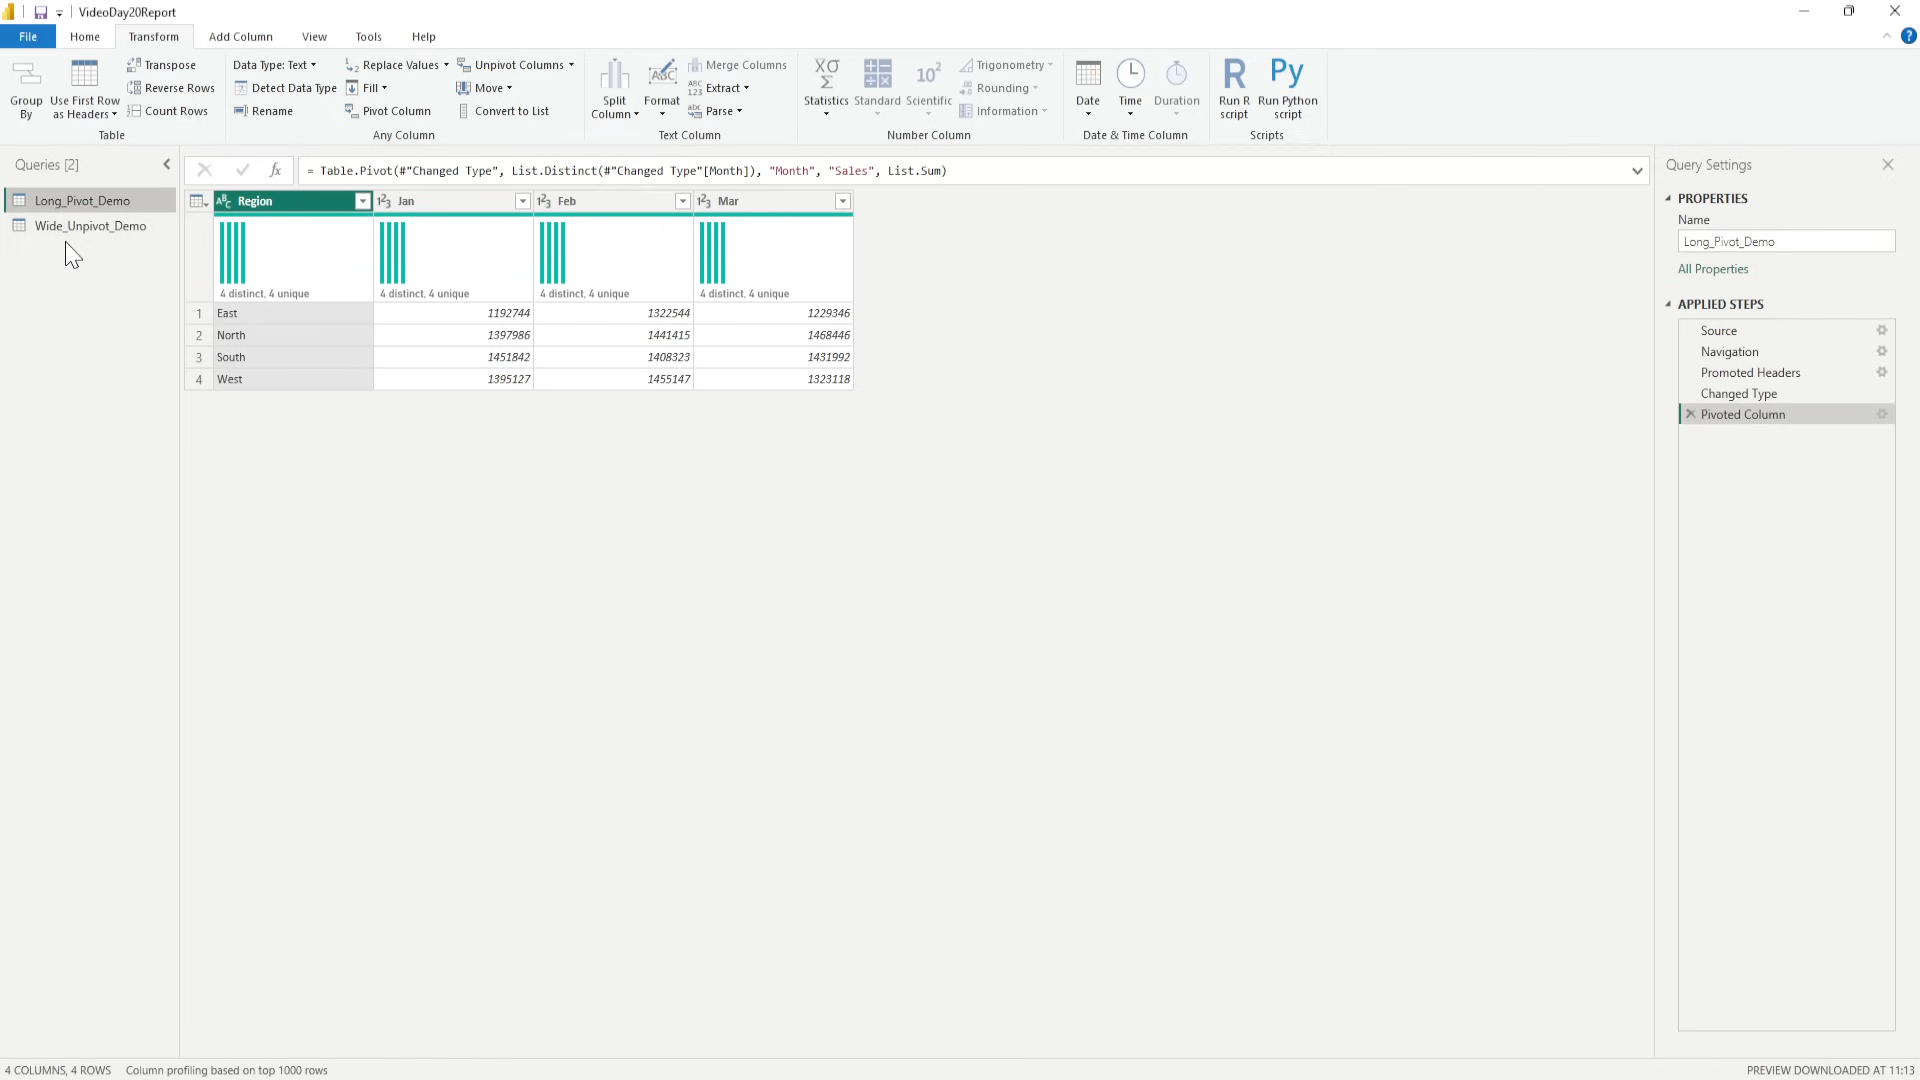 VideoDay20Report
File Home Transform Add Column View Tools Help
Group By
Use First Row as Headers
Transpose
Reverse Rows
Count Rows
Table
Data Type: Text
Detect Data Type
Rename
Replace Values
Fill
Pivot Column
Unpivot Columns
Move
Convert to List
Any Column
Split Column
Format
Merge Columns
Extract
Parse
Text Column
Statistics
Standard
Scientific
Trigonometry
Rounding
Information
Number Column
Date
Time
Duration
Date & Time Column
Run R script
Run Python script
Scripts
Queries [2]
Long_Pivot_Demo
Wide_Unpivot_Demo
= Table.Pivot(#"Changed Type", List.Distinct(#"Changed Type"[Month]), "Month", "Sales", List.Sum)
Region Jan Feb Mar
4 distinct, 4 unique 4 distinct, 4 unique 4 distinct, 4 unique 4 distinct, 4 unique
1 East 1192744 1322544 1229346
2 North 1397986 1441415 1468446
3 South 1451842 1408323 1431992
4 West 1395127 1455147 1323118
Query Settings
PROPERTIES
Name
Long_Pivot_Demo
All Properties
APPLIED STEPS
Source
Navigation
Promoted Headers
Changed Type
Pivoted Column
4 COLUMNS, 4 ROWS Column profiling based on top 1000 rows
PREVIEW DOWNLOADED AT 11:13